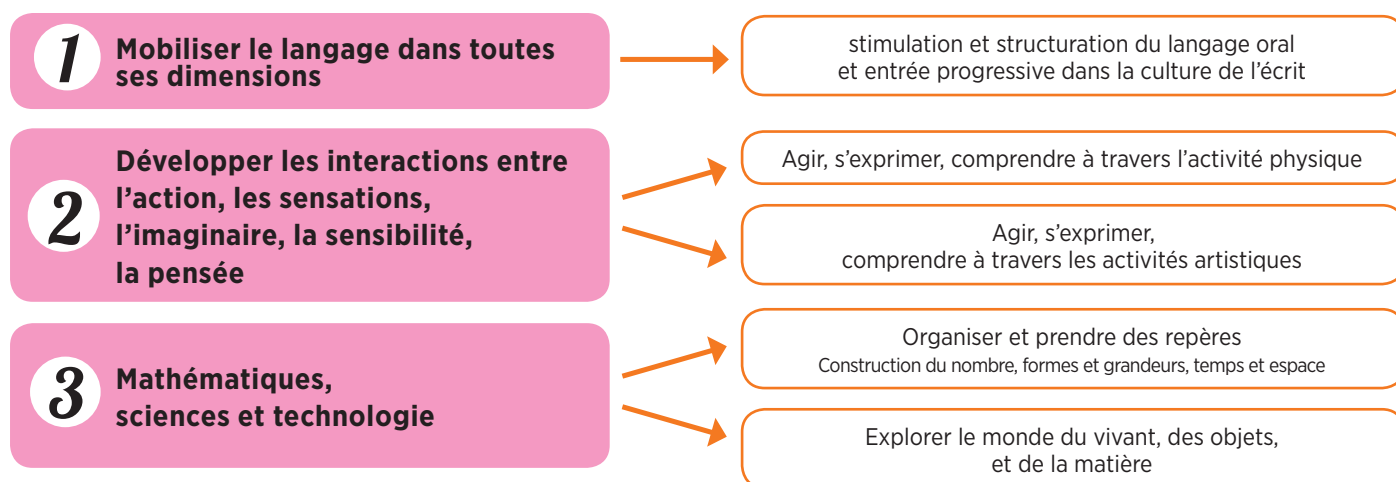 1
Mobiliser le langage dans toutes
ses dimensions
stimulation et structuration du langage oral
et entrée progressive dans la culture de l’écrit
2
Développer les interactions entre
l’action, les sensations,
l’imaginaire, la sensibilité,
la pensée
Agir, s’exprimer, comprendre à travers l’activité physique
Agir, s’exprimer,
comprendre à travers les activités artistiques
3
Mathématiques,
sciences et technologie
Organiser et prendre des repères
Construction du nombre, formes et grandeurs, temps et espace
Explorer le monde du vivant, des objets,
et de la matière